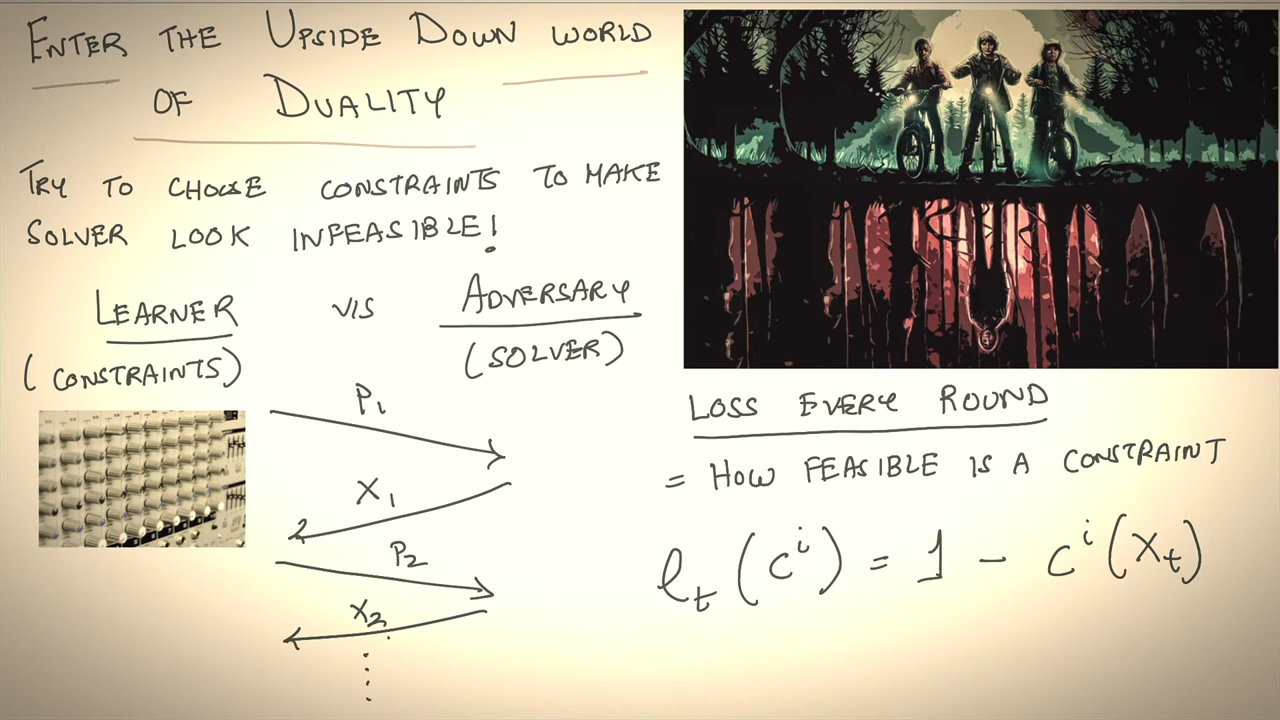 ENTER THE UPSIDE DOWN WORLD
OF DUALITY
TRY TO CHOOSE CONSTRAINTS TO MAKE
SOLVER LOOK INFEASIBLE!
LEARNER V/S ADVERSARY
(CONSTRAINTS) (SOLVER)
P₁
X₁
P₂
X₂
LOSS EVERY ROUND
= HOW FEASIBLE IS A CONSTRAINT
ℓₜ(cⁱ) = 1 - cⁱ(xₜ)